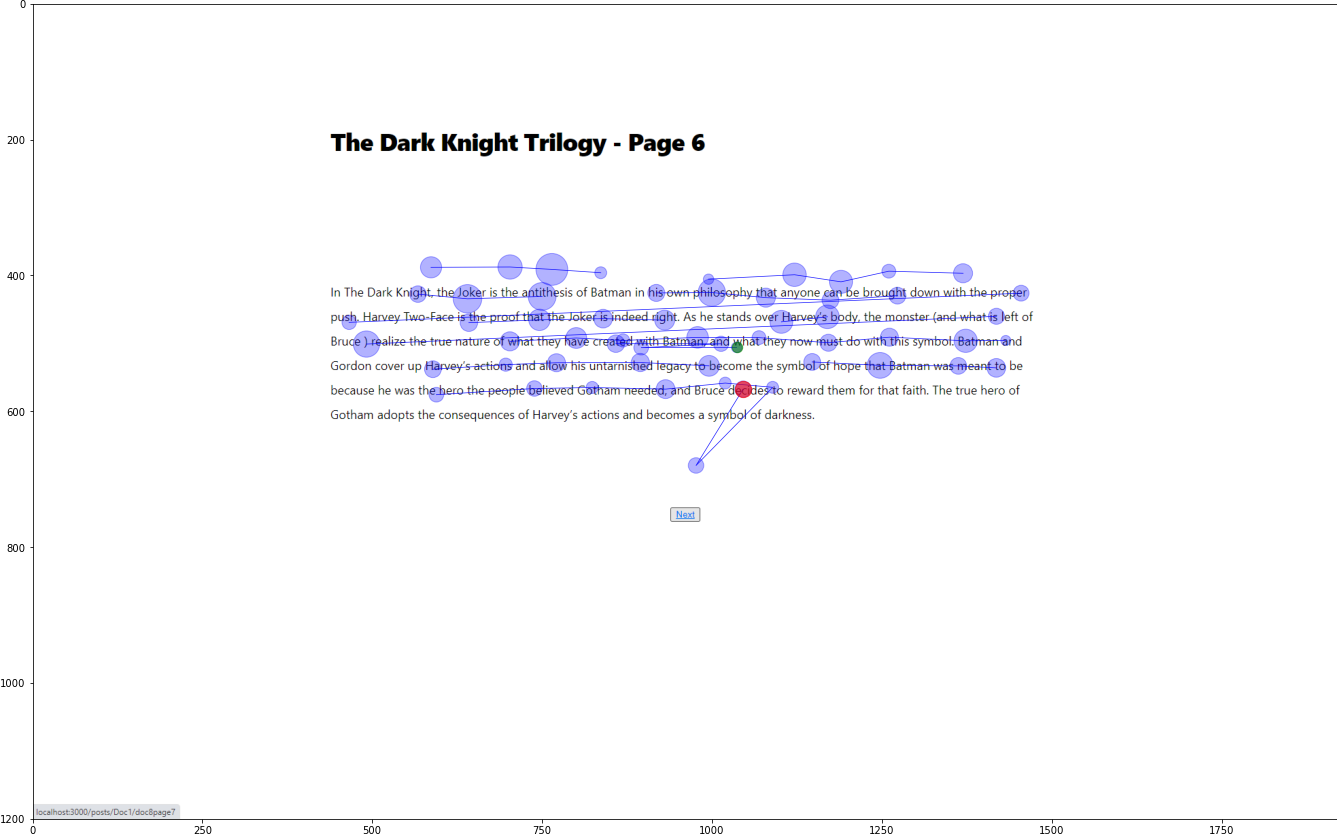 The Dark Knight Trilogy - Page 6
In The Dark Knight, the Joker is the antithesis of Batman in his own philosophy that anyone can be brought down with the proper
push. Harvey Two-Face is the proof that the Joker is indeed right. As he stands over Harvey's body, the monster (and what is left of
Bruce ) realize the true nature of what they have created with Batman, and what they now must do with this symbol. Batman and
Gordon cover up Harvey's actions and allow his untarnished legacy to become the symbol of hope that Batman was meant to be
because he was the hero the people believed Gotham needed, and Bruce decides to reward them for that faith. The true hero of
Gotham adopts the consequences of Harvey's actions and becomes a symbol of darkness.
Next
localhost:3000/posts/Doc1/doc8page7
0
200
400
600
800
1000
1200
0 250 500 750 1000 1250 1500 1750